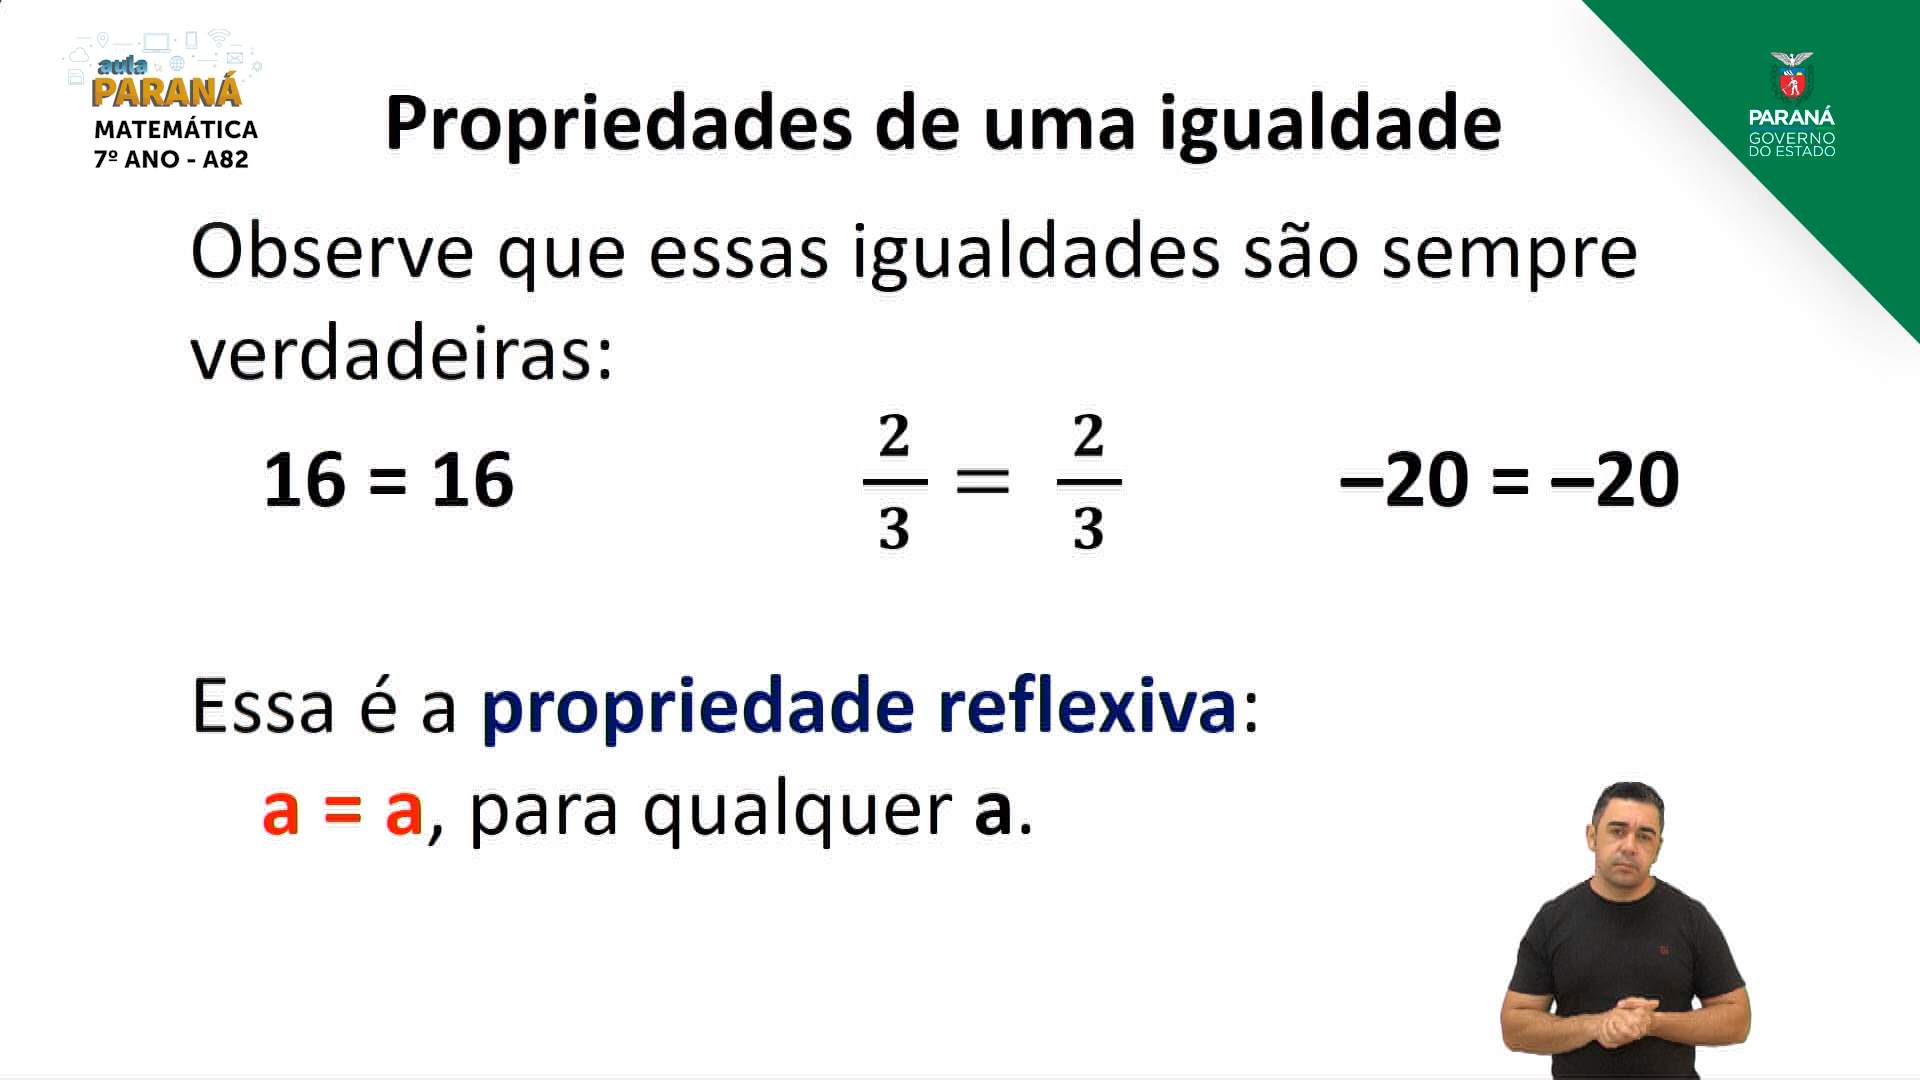 aula
PARANÁ
MATEMÁTICA
7º ANO - A82
Propriedades de uma igualdade
PARANÁ
GOVERNO
DO ESTADO
Observe que essas igualdades são sempre
verdadeiras:
16 = 16
2/3 = 2/3
–20 = –20
Essa é a propriedade reflexiva:
a = a, para qualquer a.